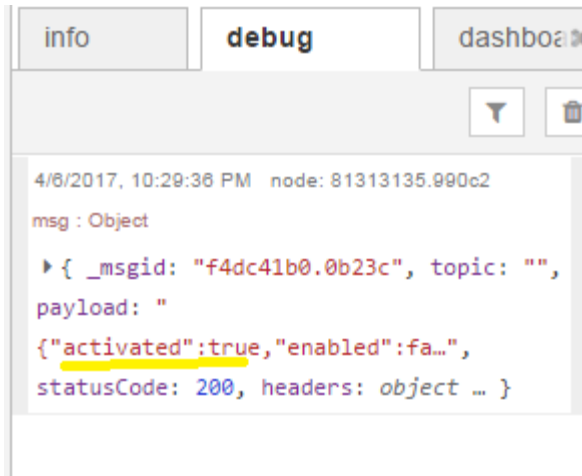 info debug dashboa
4/6/2017, 10:29:36 PM node: 81313135.990c2
msg : Object
{ _msgid: "f4dc41b0.0b23c", topic: "",
payload: "
{"activated":true,"enabled":fa…",
statusCode: 200, headers: object … }